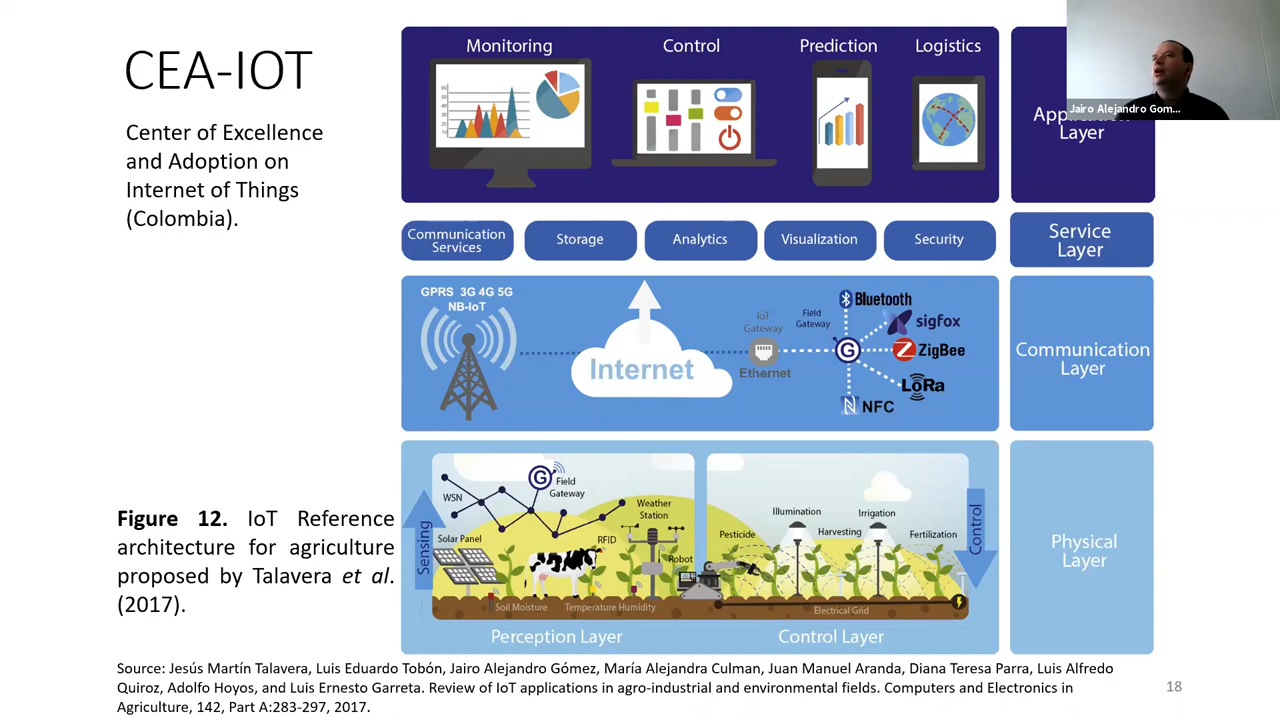 CEA-IOT
Center of Excellence
and Adoption on
Internet of Things
(Colombia).
Figure 12. IoT Reference
architecture for agriculture
proposed by Talavera et al.
(2017).
Monitoring
Control
Prediction
Logistics
60
50
40
30
20
10
Jairo Alejandro Gom...
Layer
Communication
Services
Storage
Analytics
Visualization
Security
Service
Layer
GPRS 3G 4G 5G
NB-IoT
Internet
IoT
Gateway
Ethernet
Field
Gateway
G
Bluetooth
sigfox
ZigBee
LoRa
NFC
Communication
Layer
Sensing
WSN
G
Field
Gateway
Solar Panel
RFID
Weather
Station
Robot
Soil Moisture
Temperature Humidity
Perception Layer
Pesticide
Illumination
Harvesting
Irrigation
Fertilization
Electrical Grid
Control
Control Layer
Physical
Layer
Source: Jesús Martín Talavera, Luis Eduardo Tobón, Jairo Alejandro Gómez, María Alejandra Culman, Juan Manuel Aranda, Diana Teresa Parra, Luis Alfredo
Quiroz, Adolfo Hoyos, and Luis Ernesto Garreta. Review of IoT applications in agro-industrial and environmental fields. Computers and Electronics in
Agriculture, 142, Part A:283-297, 2017.
18